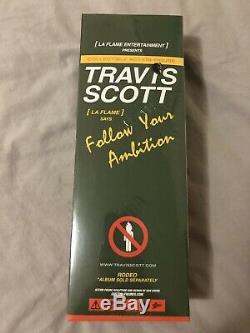 [ LA FLAME ENTERTAINMENT ]
PRESENTS
COLLECTIBLE ACTION FIGURE
TRAVI$
SCOTT
[ LA FLAME ]
SAYS
Follow Your
Ambition
WWW.TRAVISSCOTT.COM
RODEO
*ALBUM SOLD SEPARATELY